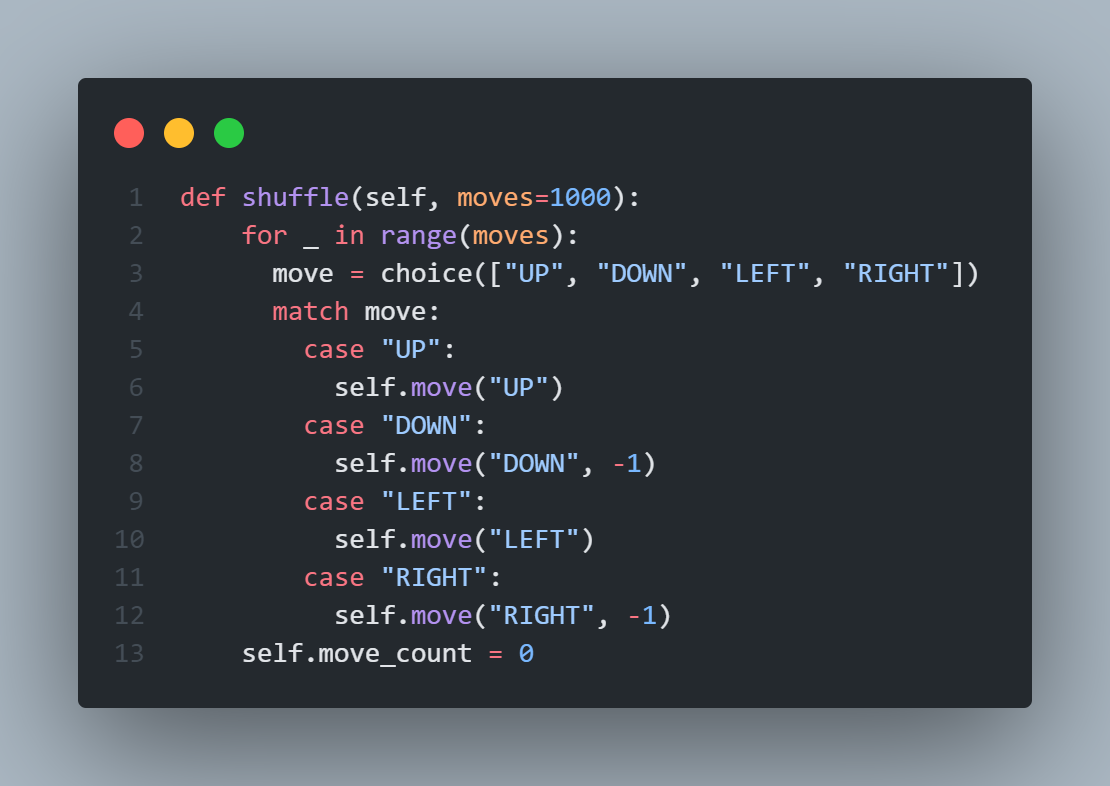 1 def shuffle(self, moves=1000):
2     for _ in range(moves):
3       move = choice(["UP", "DOWN", "LEFT", "RIGHT"])
4       match move:
5         case "UP":
6           self.move("UP")
7         case "DOWN":
8           self.move("DOWN", -1)
9         case "LEFT":
10           self.move("LEFT")
11         case "RIGHT":
12           self.move("RIGHT", -1)
13     self.move_count = 0